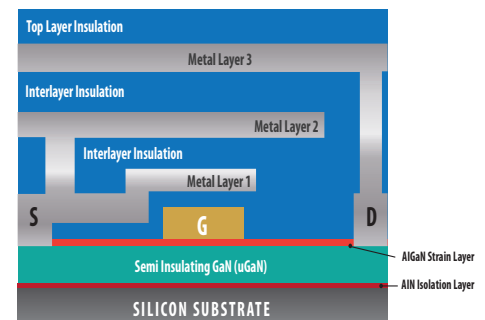 Top Layer Insulation
Metal Layer 3
Interlayer Insulation
Metal Layer 2
Interlayer Insulation
Metal Layer 1
S
G
D
AlGaN Strain Layer
Semi Insulating GaN (uGaN)
AlN Isolation Layer
SILICON SUBSTRATE